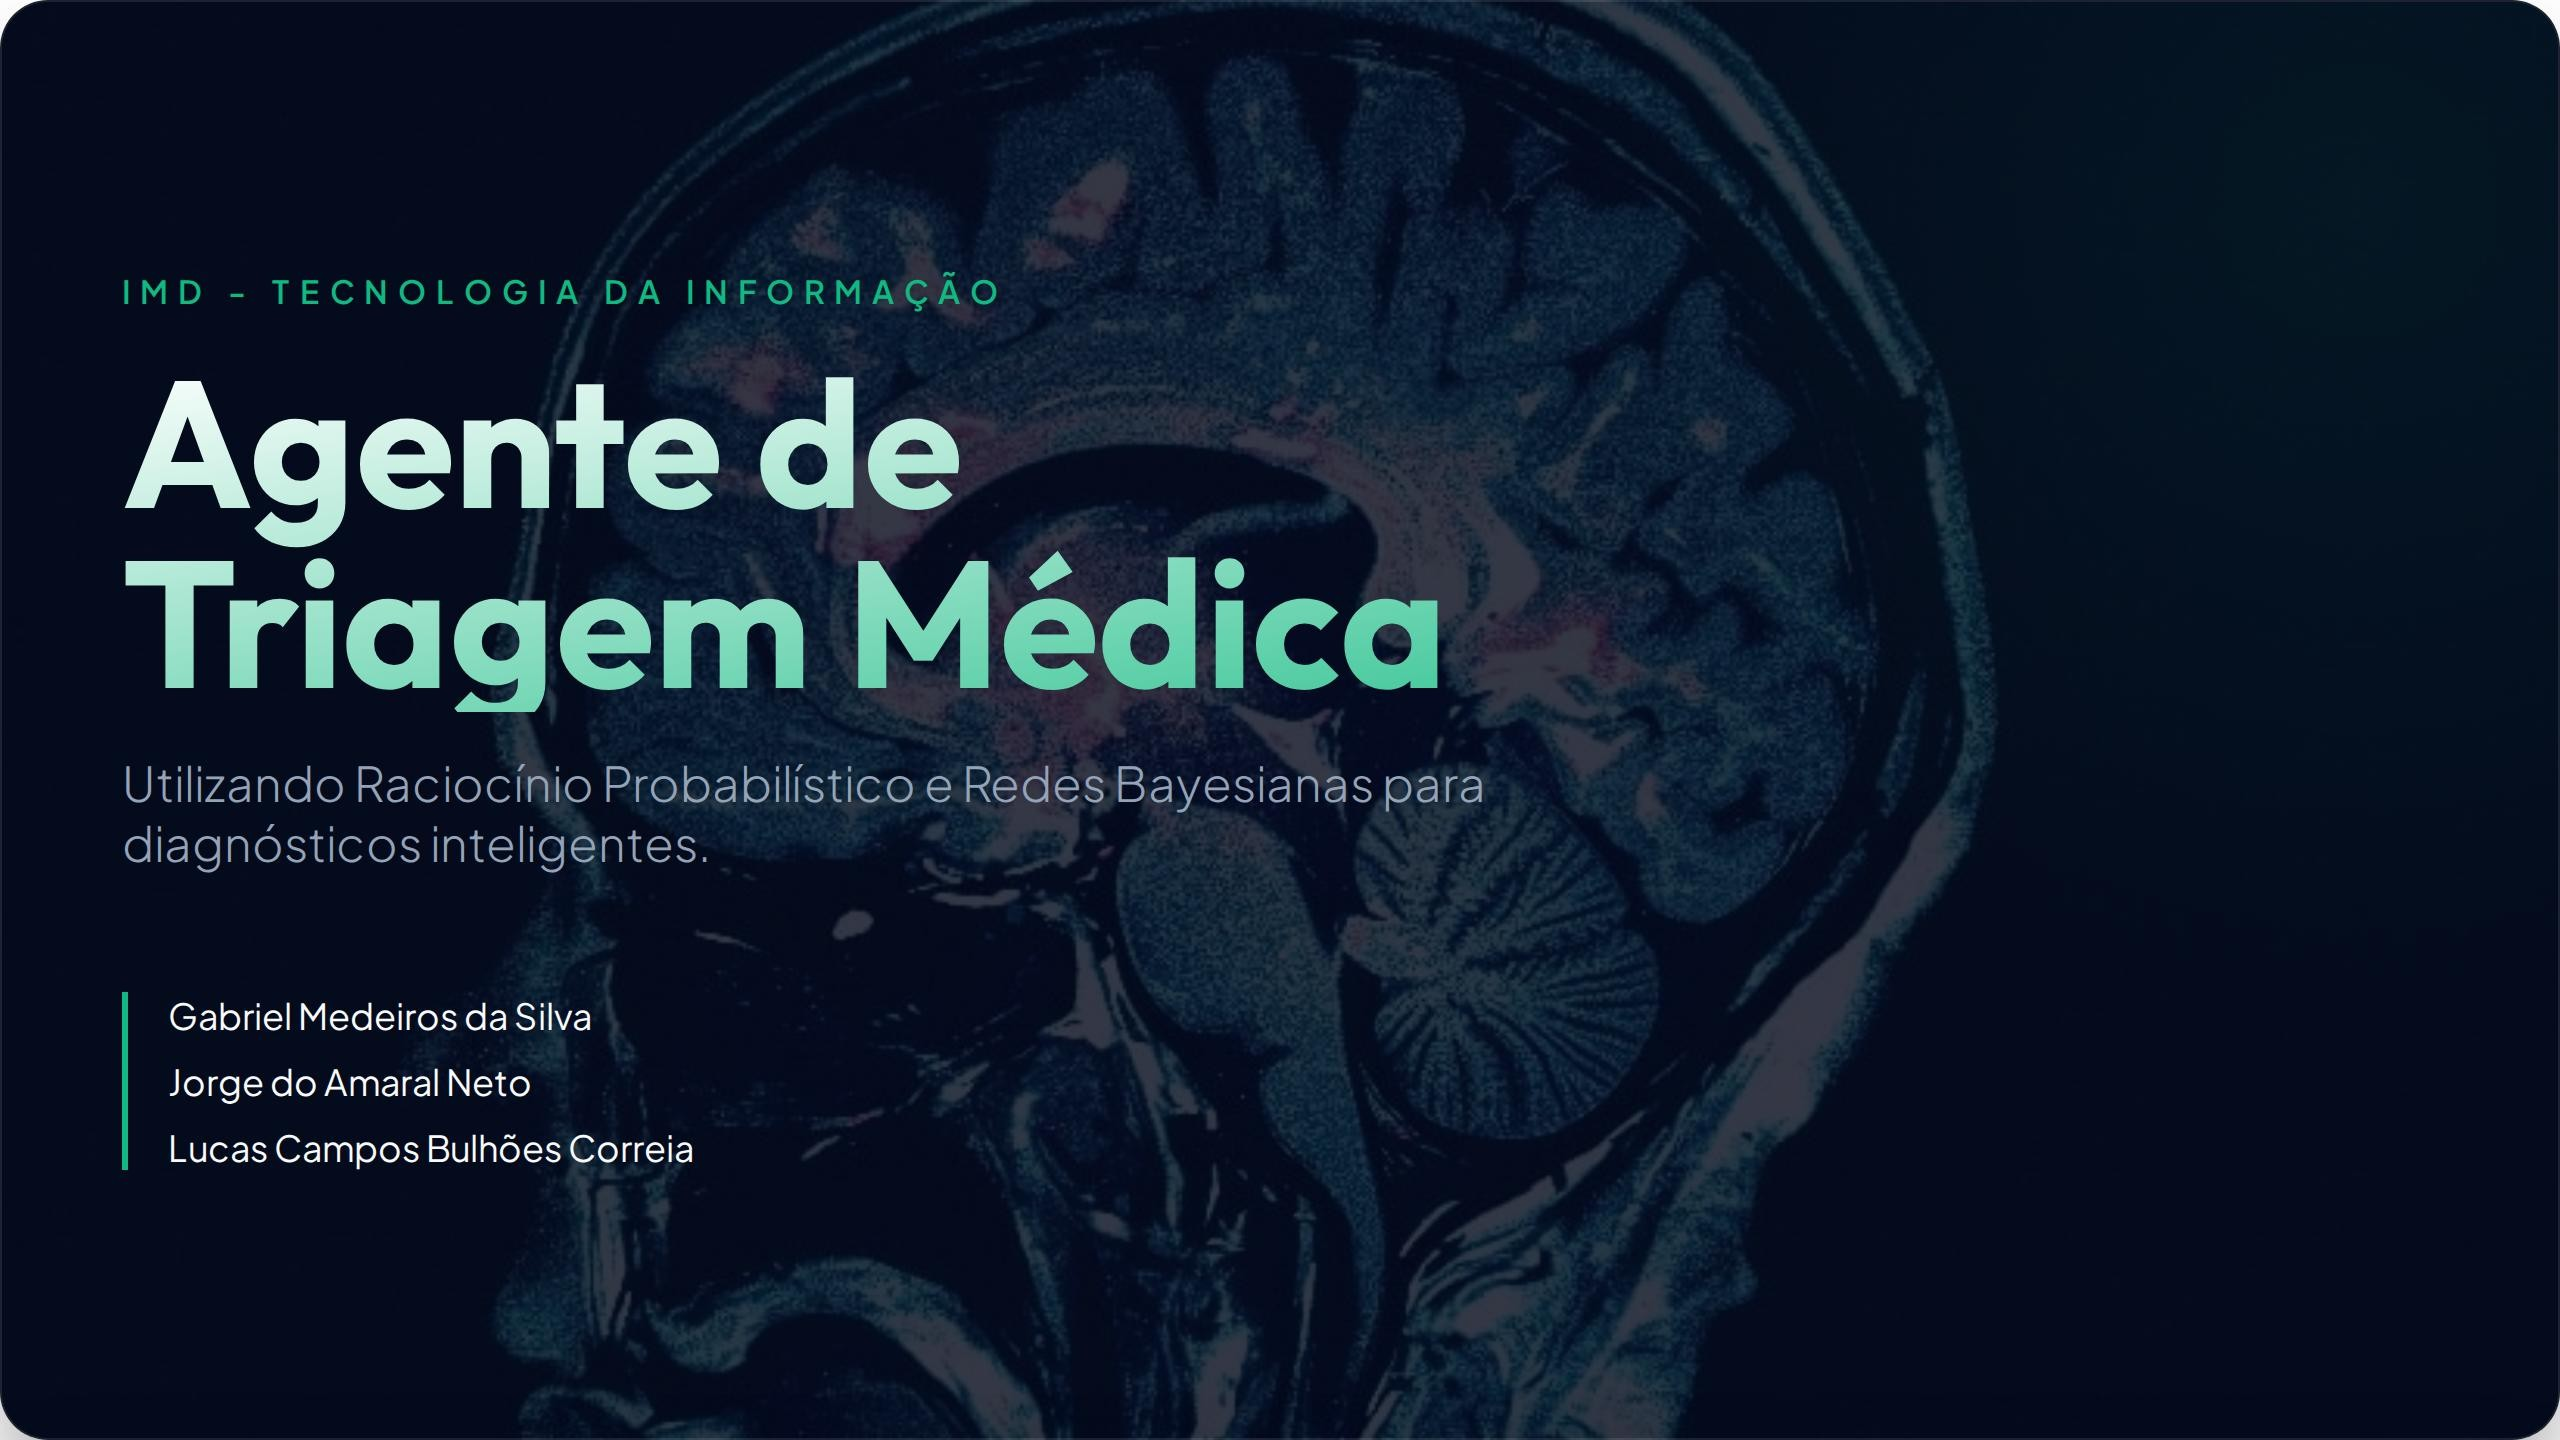 IMD - TECNOLOGIA DA INFORMAÇÃO
Agente de
Triagem Médica
Utilizando Raciocínio Probabilístico e Redes Bayesianas para
diagnósticos inteligentes.
Gabriel Medeiros da Silva
Jorge do Amaral Neto
Lucas Campos Bulhões Correia